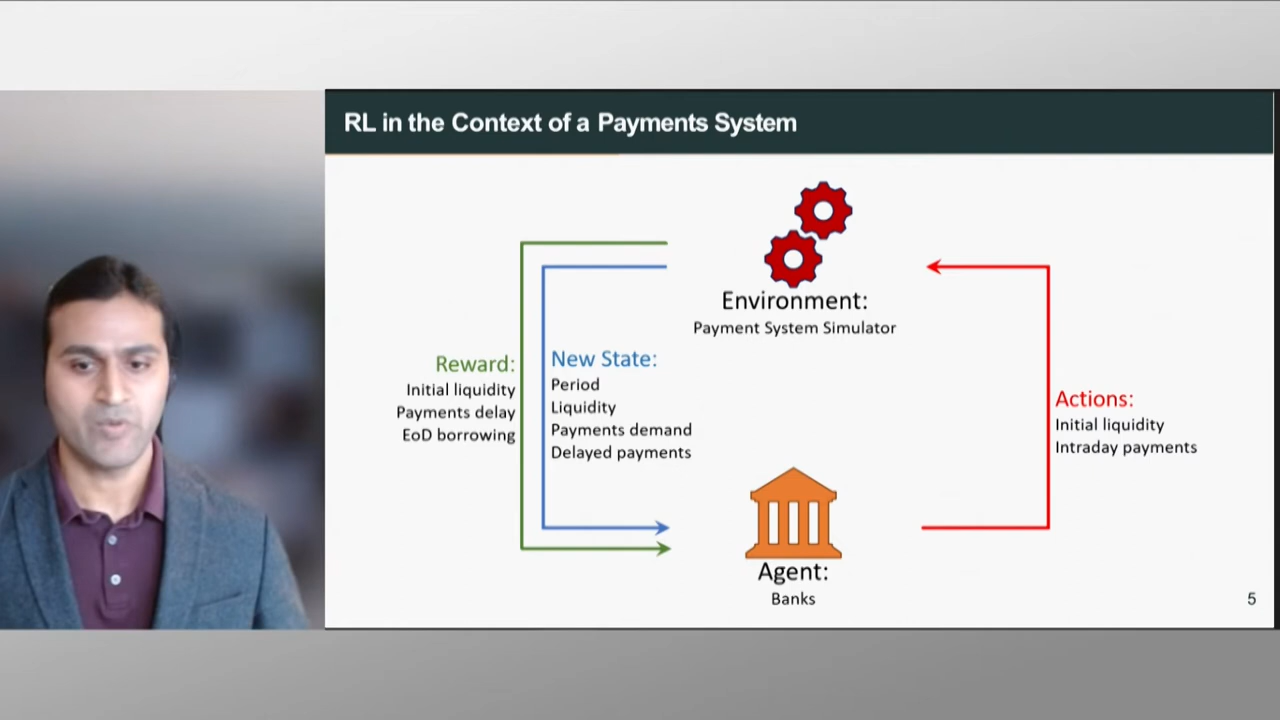 RL in the Context of a Payments System
Environment:
Payment System Simulator
Reward:
Initial liquidity
Payments delay
EoD borrowing
New State:
Period
Liquidity
Payments demand
Delayed payments
Actions:
Initial liquidity
Intraday payments
Agent:
Banks
5